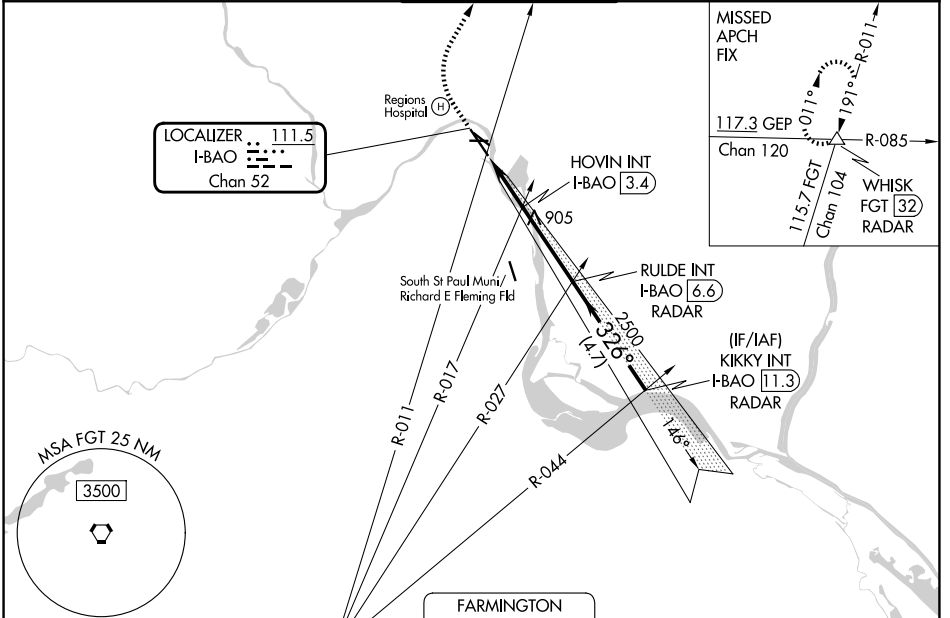 MISSED
APCH
FIX
R-011
011°
191°
117.3 GEP
Chan 120
R-085
115.7 FGT
Chan 104
WHISK
FGT 32
RADAR
Regions
Hospital H
LOCALIZER 111.5
I-BAO
Chan 52
HOVIN INT
I-BAO 3.4
905
South St Paul Muni/
Richard E Fleming Fld
RULDE INT
I-BAO 6.6
RADAR
2500
326°
(4.7)
(IF/IAF)
KIKKY INT
I-BAO 11.3
RADAR
146°
R-011
R-017
R-027
R-044
MSA FGT 25 NM
3500
FARMINGTON